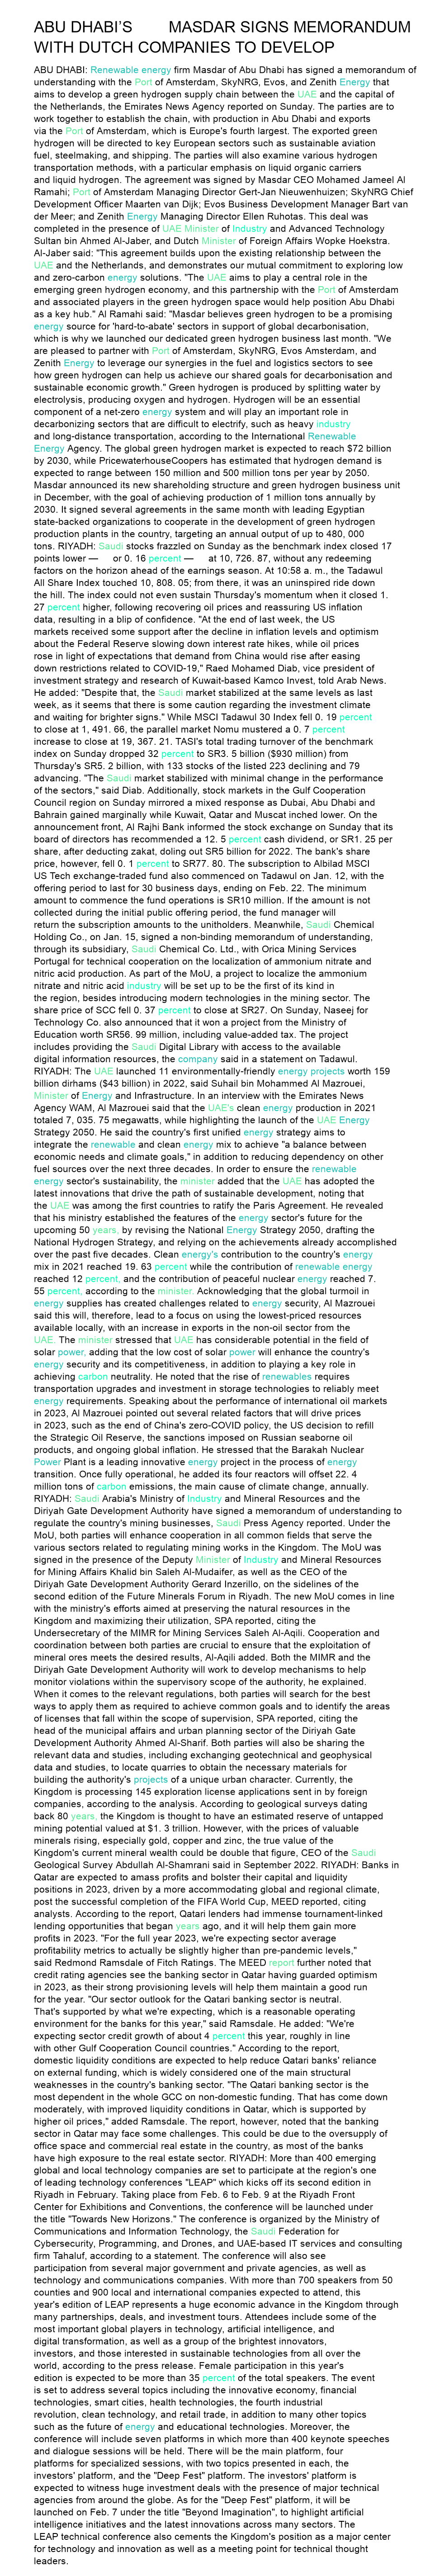 ABU DHABI'S MASDAR SIGNS MEMORANDUM
WITH DUTCH COMPANIES TO DEVELOP
ABU DHABI: Renewable energy firm Masdar of Abu Dhabi has signed a memorandum of
understanding with the Port of Amsterdam, SkyNRG, Evos, and Zenith Energy that
aims to develop a green hydrogen supply chain between the UAE and the capital of
the Netherlands, the Emirates News Agency reported on Sunday. The parties are to
work together to establish the chain, with production in Abu Dhabi and exports
via the Port of Amsterdam, which is Europe's fourth largest. The exported green
hydrogen will be directed to key European sectors such as sustainable aviation
fuel, steelmaking, and shipping. The parties will also examine various hydrogen
transportation methods, with a particular emphasis on liquid organic carriers
and liquid hydrogen. The agreement was signed by Masdar CEO Mohamed Jameel Al
Ramahi; Port of Amsterdam Managing Director Gert-Jan Nieuwenhuizen; SkyNRG Chief
Development Officer Maarten van Dijk; Evos Business Development Manager Bart van
der Meer; and Zenith Energy Managing Director Ellen Ruhotas. This deal was
completed in the presence of UAE Minister of Industry and Advanced Technology
Sultan bin Ahmed Al-Jaber, and Dutch Minister of Foreign Affairs Wopke Hoekstra.
Al-Jaber said: "This agreement builds upon the existing relationship between the
UAE and the Netherlands, and demonstrates our mutual commitment to exploring low
and zero-carbon energy solutions. "The UAE aims to play a central role in the
emerging green hydrogen economy, and this partnership with the Port of Amsterdam
and associated players in the green hydrogen space would help position Abu Dhabi
as a key hub." Al Ramahi said: "Masdar believes green hydrogen to be a promising
energy source for 'hard-to-abate' sectors in support of global decarbonisation,
which is why we launched our dedicated green hydrogen business last month. "We
are pleased to partner with Port of Amsterdam, SkyNRG, Evos Amsterdam, and
Zenith Energy to leverage our synergies in the fuel and logistics sectors to see
how green hydrogen can help us achieve our shared goals for decarbonisation and
sustainable economic growth." Green hydrogen is produced by splitting water by
electrolysis, producing oxygen and hydrogen. Hydrogen will be an essential
component of a net-zero energy system and will play an important role in
decarbonizing sectors that are difficult to electrify, such as heavy industry
and long-distance transportation, according to the International Renewable
Energy Agency. The global green hydrogen market is expected to reach $72 billion
by 2030, while PricewaterhouseCoopers has estimated that hydrogen demand is
expected to range between 150 million and 500 million tons per year by 2050.
Masdar announced its new shareholding structure and green hydrogen business unit
in December, with the goal of achieving production of 1 million tons annually by
2030. It signed several agreements in the same month with leading Egyptian
state-backed organizations to cooperate in the development of green hydrogen
production plants in the country, targeting an annual output of up to 480, 000
tons. RIYADH: Saudi stocks frazzled on Sunday as the benchmark index closed 17
points lower — or 0. 16 percent — at 10, 726. 87, without any redeeming
factors on the horizon ahead of the earnings season. At 10:58 a. m., the Tadawul
All Share Index touched 10, 808. 05; from there, it was an uninspired ride down
the hill. The index could not even sustain Thursday's momentum when it closed 1.
27 percent higher, following recovering oil prices and reassuring US inflation
data, resulting in a blip of confidence. "At the end of last week, the US
markets received some support after the decline in inflation levels and optimism
about the Federal Reserve slowing down interest rate hikes, while oil prices
rose in light of expectations that demand from China would rise after easing
down restrictions related to COVID-19," Raed Mohamed Diab, vice president of
investment strategy and research of Kuwait-based Kamco Invest, told Arab News.
He added: "Despite that, the Saudi market stabilized at the same levels as last
week, as it seems that there is some uncertainty regarding the investment climate
and waiting for brighter signs." While MSCI Tadawul 30 Index fell 0. 19 percent
to close at 1, 491. 66, the parallel market Nomu mustered a 0. 7 percent
increase to close at 19, 367. 21. TASI's total trading turnover of the benchmark
index on Sunday dropped 32 percent to SR3. 5 billion ($930 million) from
Thursday's SR5. 2 billion, with 133 stocks of the listed 223 declining and 79
advancing. "The Saudi market stabilized with minimal change in the performance
of the sectors," said Diab. Additionally, stock markets in the Gulf Cooperation
Council region on Sunday mirrored a mixed response as Dubai, Abu Dhabi and
Bahrain gained marginally while Kuwait, Qatar and Muscat inched lower. On the
announcement front, Al Rajhi Bank informed the stock exchange on Sunday that its
board of directors has recommended a 12. 5 percent cash dividend, or SR1. 25 per
share, after deducting zakat, doling out SR5 billion for 2022. The bank's share
price, however, fell 0. 1 percent to SR77. 80. The subscription to Albilad MSCI
US Tech exchange-traded fund also commenced on Tadawul on Jan. 12, with the
offering period to last for 30 business days, ending on Feb. 22. The minimum
amount to commence the fund operations is SR10 million. If the amount is not
collected during the initial public offering period, the fund manager will
return the subscription amounts to the unitholders. Meanwhile, Saudi Chemical
Holding Co., on Jan. 15, signed a non-binding memorandum of understanding,
through its subsidiary, Saudi Chemical Co. Ltd., with Orica Mining Services
Portugal for technical cooperation on the localization of ammonium nitrate and
nitric acid production. As part of the MoU, a project to localize the ammonium
nitrate and nitric acid industry will be set up to be the first of its kind in
the region, besides introducing modern technologies in the mining sector. The
share price of SCC fell 0. 37 percent to close at SR27. On Sunday, Naseej for
Technology Co. also announced that it won a project from the Ministry of
Education worth SR56. 99 million, including value-added tax. The project
includes providing the Saudi Digital Library with access to the available
digital information resources, the company said in a statement on Tadawul.
RIYADH: The UAE launched 11 environmentally-friendly energy projects worth 159
billion dirhams ($43 billion) in 2022, said Suhail bin Mohammed Al Mazrouei,
Minister of Energy and Infrastructure. In an interview with the Emirates News
Agency WAM, Al Mazrouei said that the UAE's clean energy production in 2021
totaled 7, 035. 75 megawatts, while highlighting the launch of the UAE Energy
Strategy 2050. He said the country's first unified energy strategy aims to
integrate the renewable and clean energy mix to achieve "a balance between
economic needs and climate goals," in addition to reducing dependency on other
fuel sources over the next three decades. In order to ensure the renewable
energy sector's sustainability, the minister added that the UAE has adopted the
latest innovations that drive the path of sustainable development, noting that
the UAE was among the first countries to ratify the Paris Agreement. He revealed
that his ministry established the features of the energy sector's future for the
upcoming 50 years, by revising the National Energy Strategy 2050, drafting the
National Hydrogen Strategy, and relying on the achievements already accomplished
over the past five decades. Clean energy's contribution to the country's energy
mix in 2021 reached 19. 63 percent while the contribution of renewable energy
reached 12 percent, and the contribution of peaceful nuclear energy reached 7.
55 percent, according to the minister. Acknowledging that the global turmoil in
energy supplies has created challenges related to energy security, Al Mazrouei
said this will, therefore, lead to a focus on using the lowest-priced resources
available locally, with an increase in exports in the non-oil sector from the
UAE. The minister stressed that UAE has considerable potential in the field of
solar power, adding that the low cost of solar power will enhance the country's
energy security and its competitiveness, in addition to playing a key role in
achieving carbon neutrality. He noted that the rise of renewables requires
transportation upgrades and investment in storage technologies to reliably meet
energy requirements. Speaking about the performance of international oil markets
in 2023, Al Mazrouei pointed out several related factors that will drive prices
in 2023, such as the end of China's zero-COVID policy, the US decision to refill
the Strategic Oil Reserve, the sanctions imposed on Russian seaborne oil
products, and ongoing global inflation. He stressed that the Barakah Nuclear
Power Plant is a leading innovative energy project in the process of energy
transition. Once fully operational, he added its four reactors will offset 22. 4
million tons of carbon emissions, the main cause of climate change, annually.
RIYADH: Saudi Arabia's Ministry of Industry and Mineral Resources and the
Diriyah Gate Development Authority have signed a memorandum of understanding to
regulate the country's mining business, Saudi Press Agency reported. Under the
MoU, both parties will enhance cooperation in all common fields that serve the
various sectors related to regulating mining works in the Kingdom. The MoU was
signed in the presence of the Deputy Minister of Industry and Mineral Resources
for Mining Affairs Khalid bin Saleh Al-Mudaifer, as well as the CEO of the
Diriyah Gate Development Authority Gerard Inzerillo, on the sidelines of the
second edition of the Future Minerals Forum in Riyadh. The new MoU comes in line
with the ministry's efforts aimed at preserving the natural resources in the
Kingdom and maximizing their utilization, SPA reported, citing the
Undersecretary of the MIMR for Mining Services Saleh Al-Aqili. Cooperation and
coordination between both parties are crucial to ensure that the exploitation of
mineral ores meets the desired results, Al-Aqili added. Both the MIMR and the
Diriyah Gate Development Authority will work to develop mechanisms to help
monitor violations within the supervisory scope of the authority, he explained.
When it comes to the relevant regulations, both parties will search for the best
ways to apply them as required to achieve common goals and to identify the areas
of licenses that fall within the scope of supervision, SPA reported, citing the
head of the municipal affairs and urban planning sector of the Diriyah Gate
Development Authority Ahmed Al-Sharif. Both parties will also be sharing the
relevant data and studies, including exchanging geotechnical and geophysical
data and studies, to locate quarries to obtain the necessary materials for
building the authority's projects of a unique urban character. Currently, the
Kingdom is processing 145 exploration license applications sent in by foreign
companies, according to the analysis. According to geological surveys dating
back 80 years, the Kingdom is thought to have an estimated reserve of untapped
mining potential valued at $1. 3 trillion. However, with the prices of valuable
minerals rising, especially gold, copper and zinc, the true value of the
Kingdom's current mineral wealth could be double that figure, CEO of the Saudi
Geological Survey Abdullah Al-Shamrani said in September 2022. RIYADH: Banks in
Qatar are expected to amass profits and bolster their capital and liquidity
positions in 2023, driven by a more accommodating global and regional climate,
post the successful completion of the FIFA World Cup, MEED reported, citing
analysts. According to the report, Qatari lenders had immense tournament-linked
lending opportunities that began years ago, and it will help them gain more
profits in 2023. "For the full year 2023, we're expecting sector average
profitability metrics to actually be slightly higher than pre-pandemic levels,"
said Redmond Ramsdale of Fitch Ratings. The MEED report further noted that
credit rating agencies see the banking sector in Qatar having guarded optimism
in 2023, as their strong provisioning levels will help them maintain a good run
for the year. "Our sector outlook for the Qatari banking sector is neutral.
That's supported by what we're expecting, which is a reasonable operating
environment for the banks for this year," said Ramsdale. He added: "We're
expecting sector credit growth of about 4 percent this year, roughly in line
with other Gulf Cooperation Council countries." According to the report,
domestic liquidity conditions are expected to help reduce Qatari banks' reliance
on external funding, which is widely considered one of the main structural
weaknesses in the country's banking sector. "The Qatari banking sector is the
most dependent in the whole GCC on non-domestic funding. That has come down
moderately, with improved liquidity conditions in Qatar, which is supported by
higher oil prices," added Ramsdale. The report, however, noted that the banking
sector in Qatar may face some challenges. This could be due to the oversupply of
office space and commercial real estate in the country, as most of the banks
have high exposure to the real estate sector. RIYADH: More than 400 emerging
global and local technology companies are set to participate at the region's one
of leading technology conferences "LEAP" which kicks off its second edition in
Riyadh in February. Taking place from Feb. 6 to Feb. 9 at the Riyadh Front
Center for Exhibitions and Conventions, the conference will be launched under
the title "Towards New Horizons." The conference is organized by the Ministry of
Communications and Information Technology, the Saudi Federation for
Cybersecurity, Programming, and Drones, and UAE-based IT services and consulting
firm Tahaluf, according to a statement. The conference will also see
participation from several major government and private agencies, as well as
technology and communications companies. With more than 700 speakers from 50
counties and 900 local and international companies expected to attend, this
year's edition of LEAP represents a huge economic advance in the Kingdom through
many partnerships, deals, and investment tours. Attendees include some of the
most important global players in technology, artificial intelligence, and
digital transformation, as well as a group of the brightest innovators,
investors, and those interested in sustainable technologies from all over the
world, according to the press release. Female participation in this year's
edition is expected to be more than 35 percent of the total speakers. The event
is set to address several topics including the innovative economy, financial
technologies, smart cities, health technologies, the fourth industrial
revolution, clean technology, and retail trade, in addition to many other topics
such as the future of energy and educational technologies. Moreover, the
conference will include seven platforms in which more than 400 keynote speeches
and dialogue sessions will be held. There will be the main platform, four
platforms for specialized sessions, with two topics presented in each, the
investors' platform, and the "Deep Fest" platform. The investors' platform is
expected to witness huge investment deals with the presence of major technical
agencies from around the globe. As for the "Deep Fest" platform, it will be
launched on Feb. 7 under the title "Beyond Imagination", to highlight artificial
intelligence initiatives and the latest innovations across many sectors. The
LEAP technical conference also cements the Kingdom's position as a major center
for technology and innovation as well as a meeting point for technical thought
leaders.